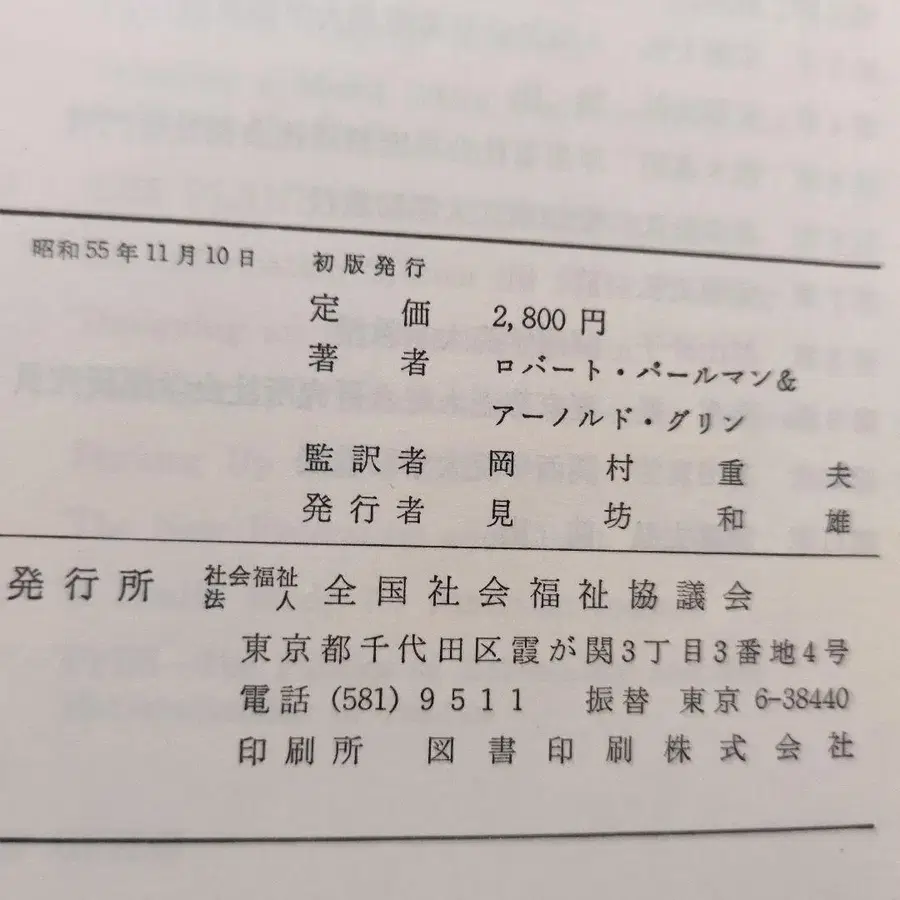 昭和55年11月10日 初版発行
定価 2,800円
著者 ロバート・パールマン&
アーノルド・グリン
監訳者 岡村重夫
発行者 見坊和雄
発行所 社会福祉法人 全国社会福祉協議会
東京都千代田区霞が関3丁目3番地4号
電話 (581) 9511 振替 東京 6-38440
印刷所 図書印刷株式会社